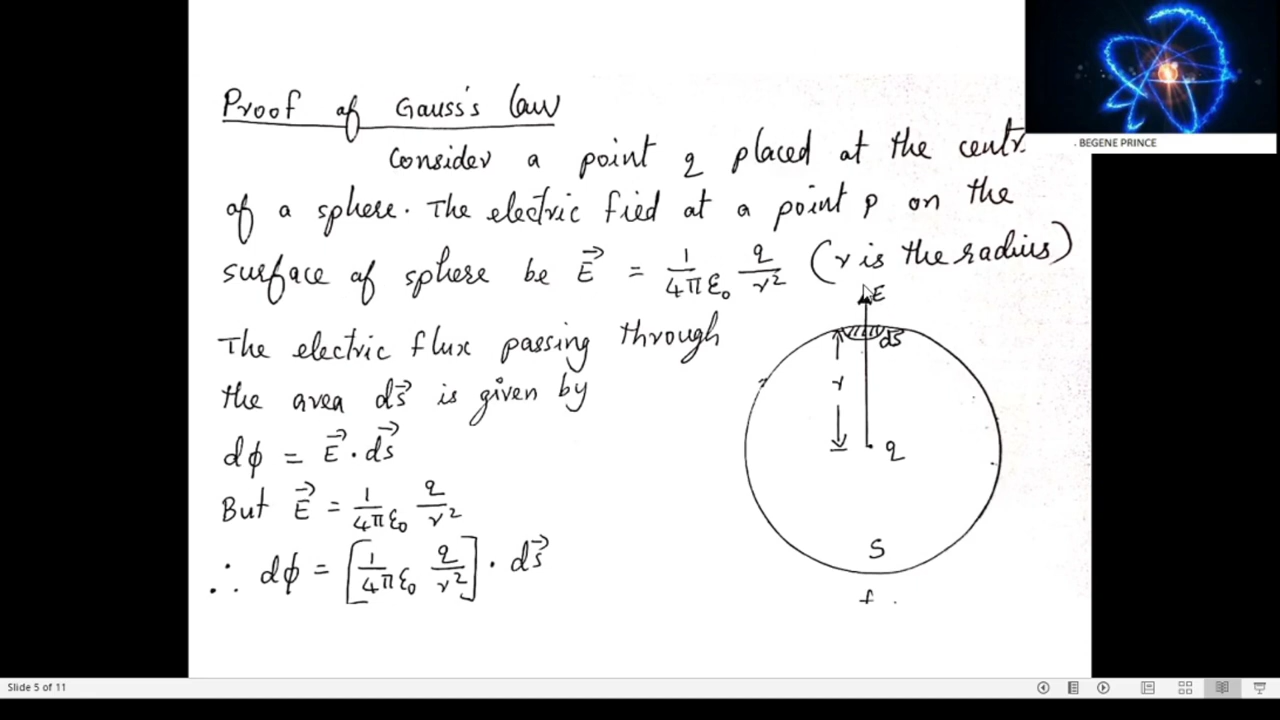 Proof of Gauss's law
Consider a point q placed at the centr
of a sphere. The electric fied at a point P on the
surface of sphere be E⃗ = 1/4πε₀ q/r² (r is the radius)
The electric flux passing through
the area ds⃗ is given by
dϕ = E⃗ · ds⃗
But E⃗ = 1/4πε₀ q/r²
∴ dϕ = [1/4πε₀ q/r²] · ds⃗
E
ds
r
q
S
- BEGENE PRINCE
Slide 5 of 11